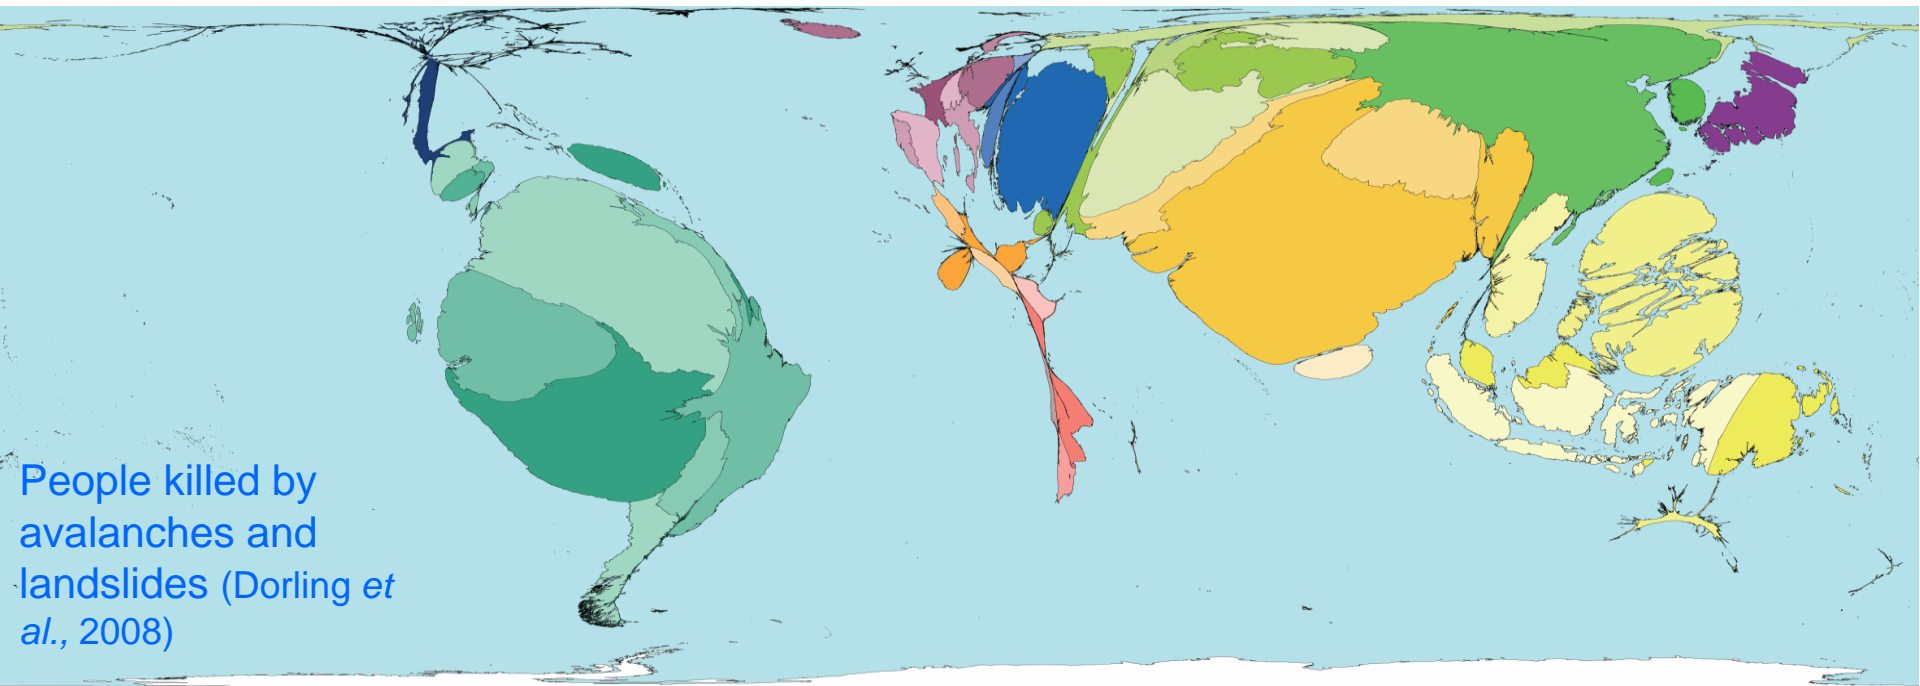 People killed by
avalanches and
landslides (Dorling et
al., 2008)